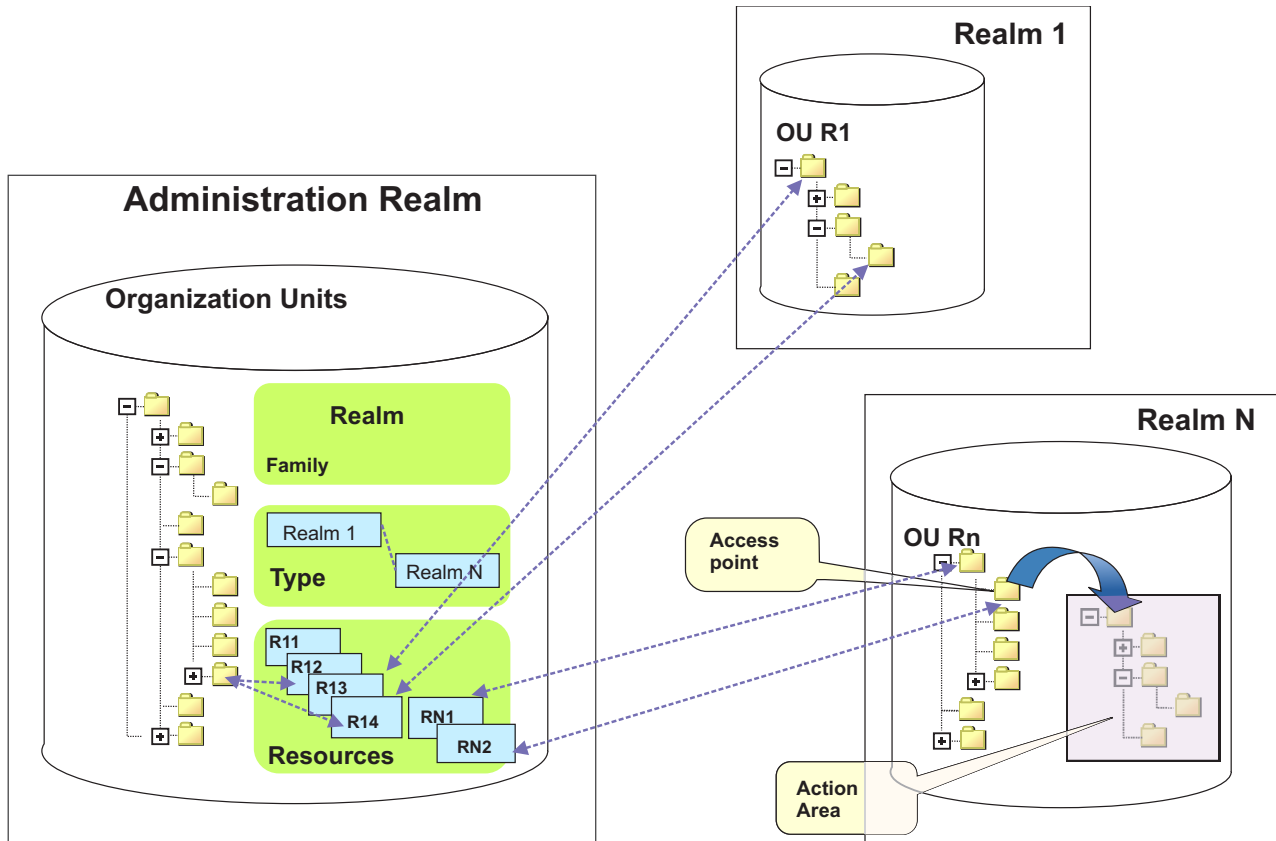 Realm 1
OU R1
Administration Realm
Organization Units
Realm
Family
Realm 1
Realm N
Type
R11
R12
R13
R14
RN1
RN2
Resources
Realm N
Access
point
OU Rn
Action
Area